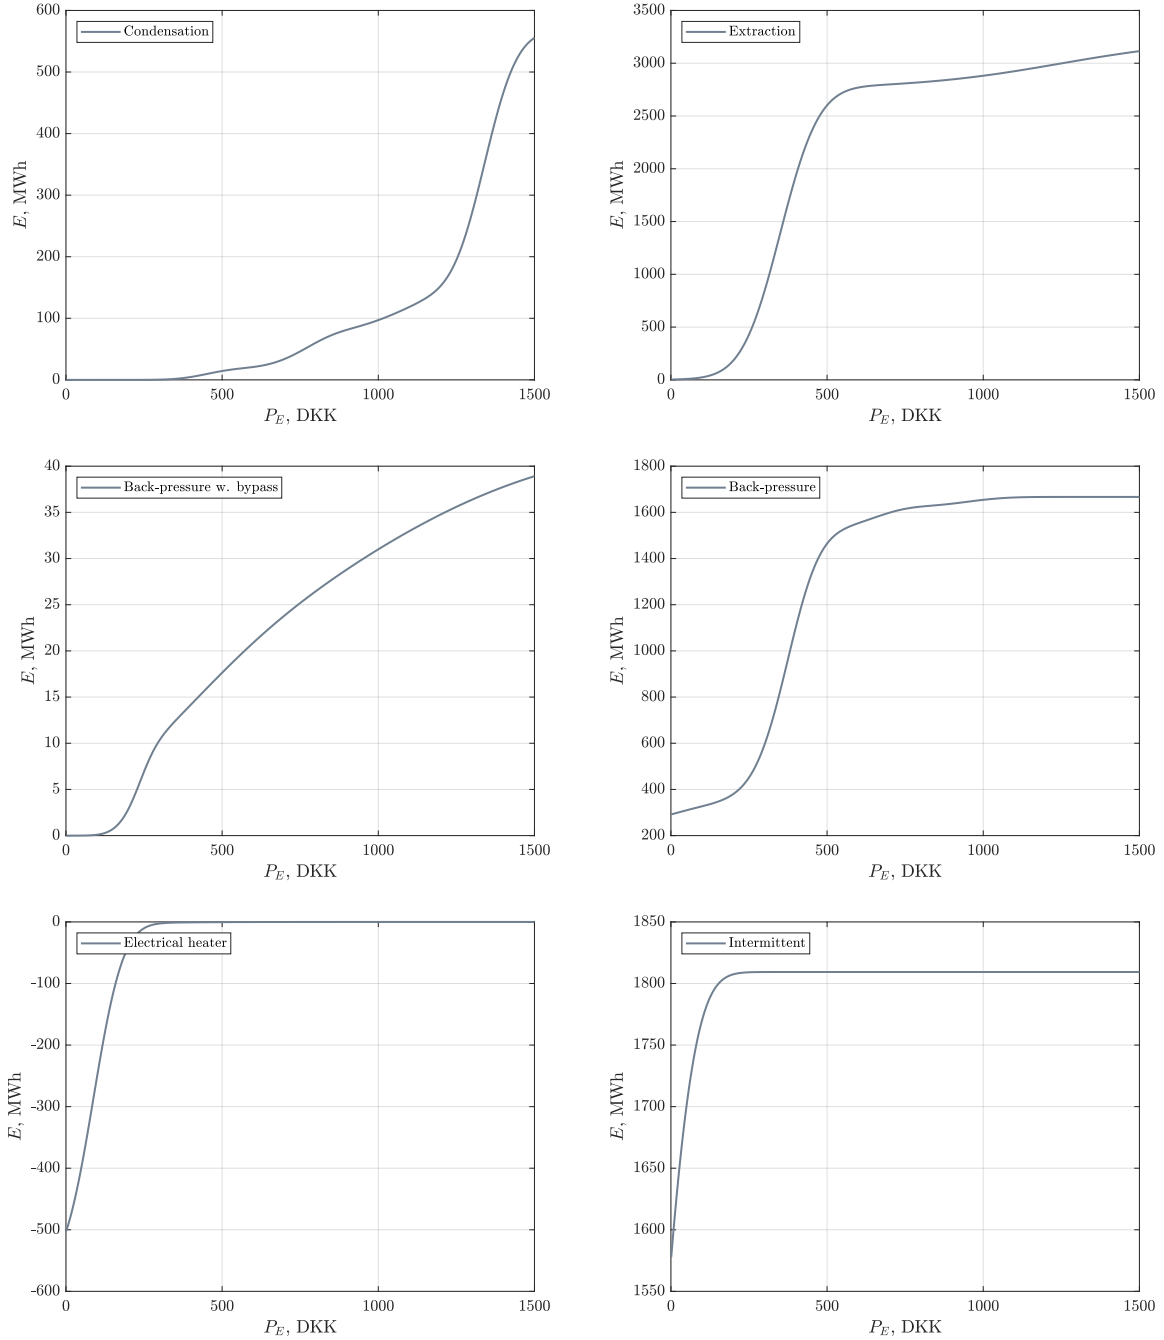 600
500
400
300
200
100
0
0 500 1000 1500
E, MWh
P_E, DKK
Condensation
3500
3000
2500
2000
1500
1000
500
0
0 500 1000 1500
E, MWh
P_E, DKK
Extraction
40
35
30
25
20
15
10
5
0
0 500 1000 1500
E, MWh
P_E, DKK
Back-pressure w. bypass
1800
1600
1400
1200
1000
800
600
400
200
0 500 1000 1500
E, MWh
P_E, DKK
Back-pressure
0
-100
-200
-300
-400
-500
-600
0 500 1000 1500
E, MWh
P_E, DKK
Electrical heater
1850
1800
1750
1700
1650
1600
1550
0 500 1000 1500
E, MWh
P_E, DKK
Intermittent